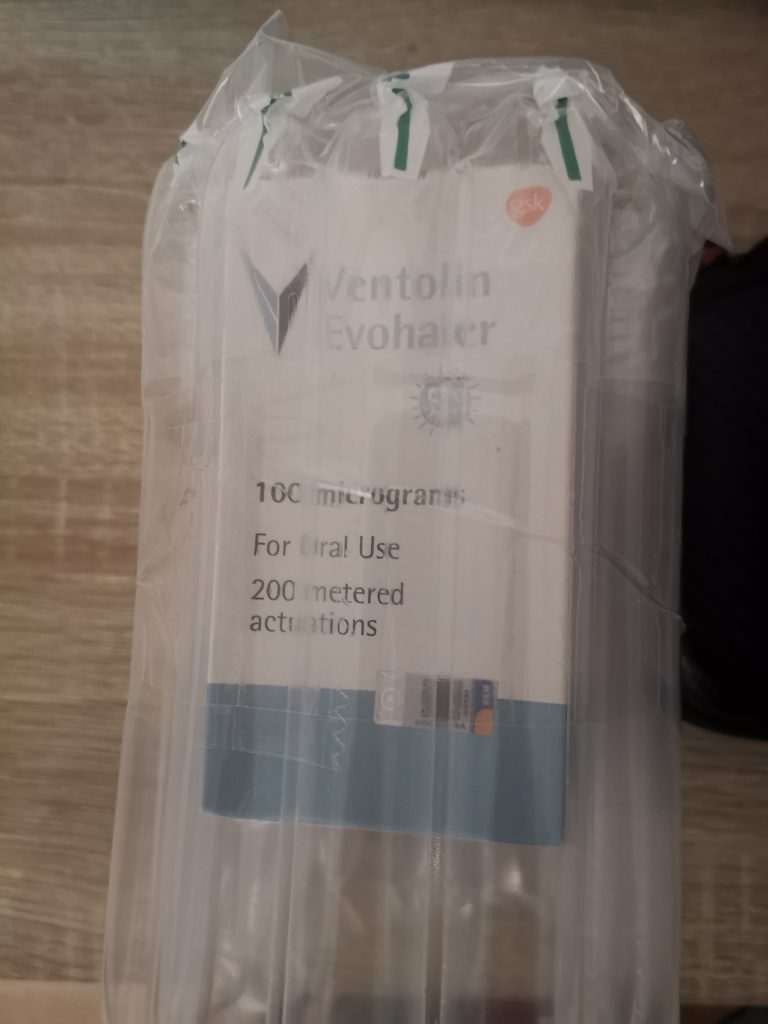 gsk
Ventolin
Evohaler
100 micrograms
For Oral Use
200 metered
actuations